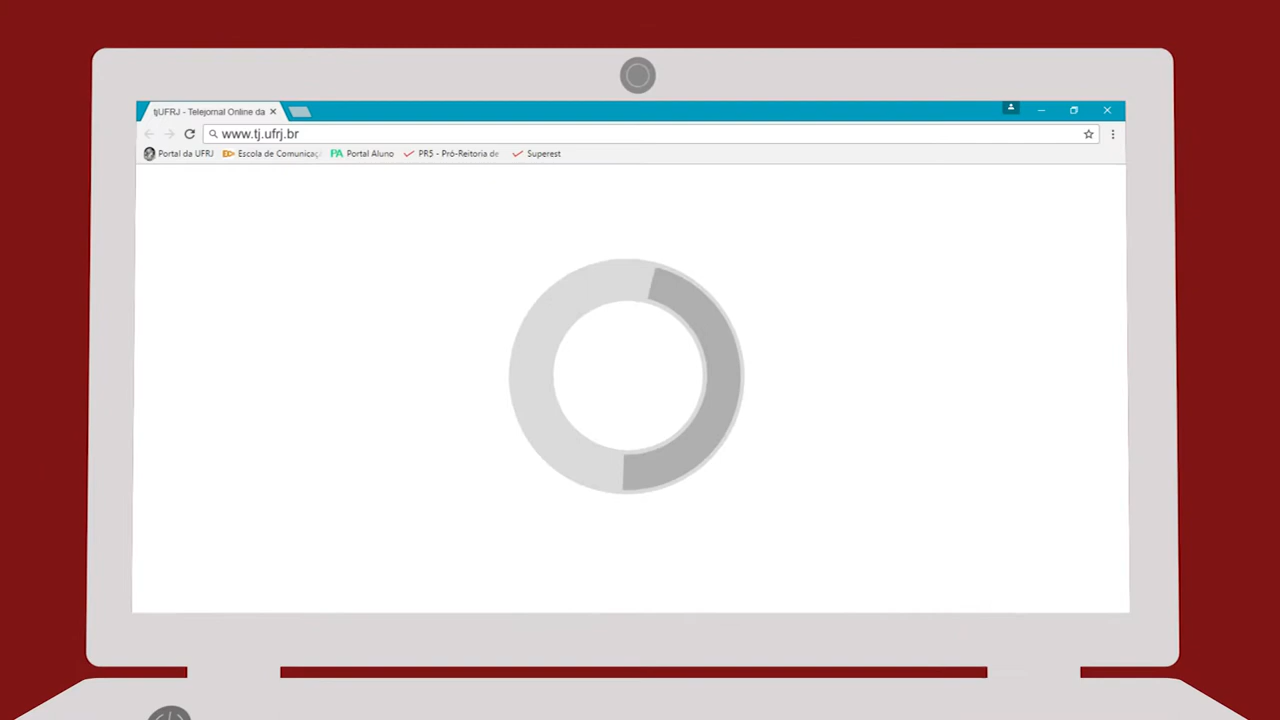 tjUFRJ - Telejornal Online da
www.tj.ufrj.br
Portal da UFRJ Escola de Comunicaç PA Portal Aluno PR5 - Pró-Reitoria de Superest